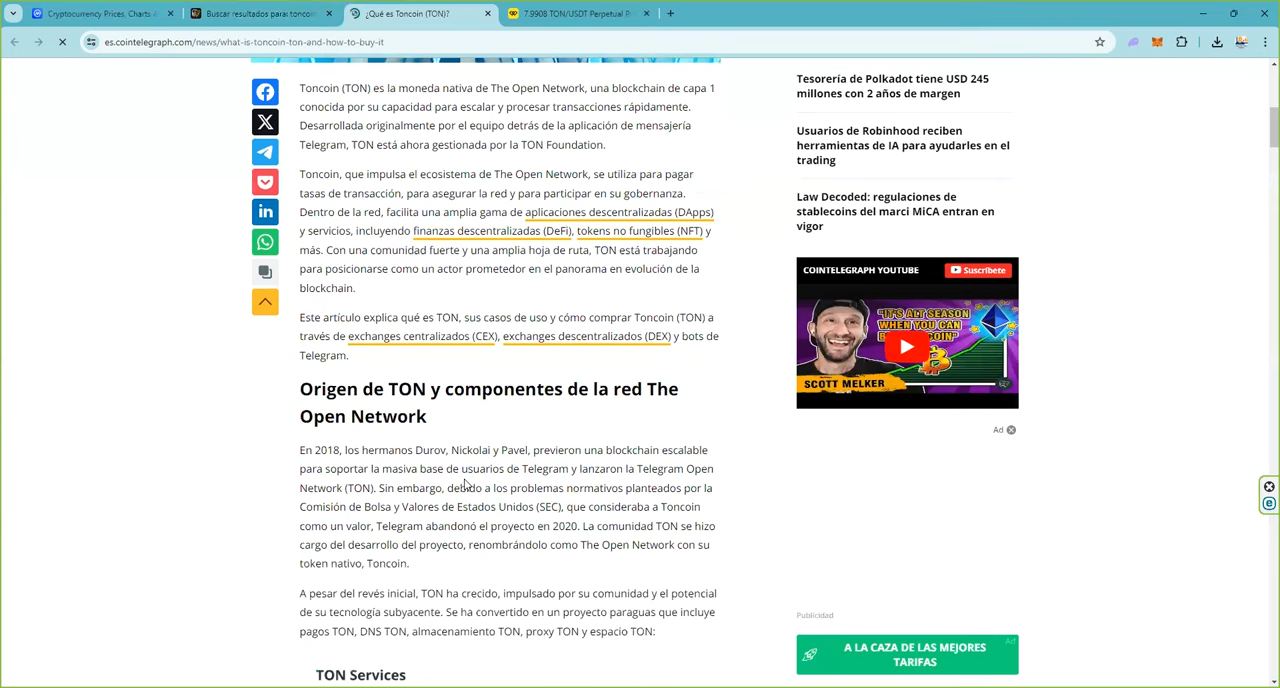 Cryptocurrency Prices, Charts A
Buscar resultados para: toncoin
¿Qué es Toncoin (TON)?
7.9908 TON/USDT Perpetual P
es.cointelegraph.com/news/what-is-toncoin-ton-and-how-to-buy-it
Toncoin (TON) es la moneda nativa de The Open Network, una blockchain de capa 1
conocida por su capacidad para escalar y procesar transacciones rápidamente.
Desarrollada originalmente por el equipo detrás de la aplicación de mensajería
Telegram, TON está ahora gestionada por la TON Foundation.
Toncoin, que impulsa el ecosistema de The Open Network, se utiliza para pagar
tasas de transacción, para asegurar la red y para participar en su gobernanza.
Dentro de la red, facilita una amplia gama de aplicaciones descentralizadas (DApps)
y servicios, incluyendo finanzas descentralizadas (DeFi), tokens no fungibles (NFT) y
más. Con una comunidad fuerte y una amplia hoja de ruta, TON está trabajando
para posicionarse como un actor prometedor en el panorama en evolución de la
blockchain.
Este artículo explica qué es TON, sus casos de uso y cómo comprar Toncoin (TON) a
través de exchanges centralizados (CEX), exchanges descentralizados (DEX) y bots de
Telegram.
Origen de TON y componentes de la red The
Open Network
En 2018, los hermanos Durov, Nickolai y Pavel, previeron una blockchain escalable
para soportar la masiva base de usuarios de Telegram y lanzaron la Telegram Open
Network (TON). Sin embargo, debido a los problemas normativos planteados por la
Comisión de Bolsa y Valores de Estados Unidos (SEC), que consideraba a Toncoin
como un valor, Telegram abandonó el proyecto en 2020. La comunidad TON se hizo
cargo del desarrollo del proyecto, renombrándolo como The Open Network con su
token nativo, Toncoin.
A pesar del revés inicial, TON ha crecido, impulsado por su comunidad y el potencial
de su tecnología subyacente. Se ha convertido en un proyecto paraguas que incluye
pagos TON, DNS TON, almacenamiento TON, proxy TON y espacio TON:
TON Services
Tesorería de Polkadot tiene USD 245
millones con 2 años de margen
Usuarios de Robinhood reciben
herramientas de IA para ayudarles en el
trading
Law Decoded: regulaciones de
stablecoins del marci MiCA entran en
vigor
COINTELEGRAPH YOUTUBE
Suscríbete
"IT'S ALT SEASON
WHEN YOU CAN
SCOTT MELKER
Ad
Publicidad
A LA CAZA DE LAS MEJORES
TARIFAS
Ad